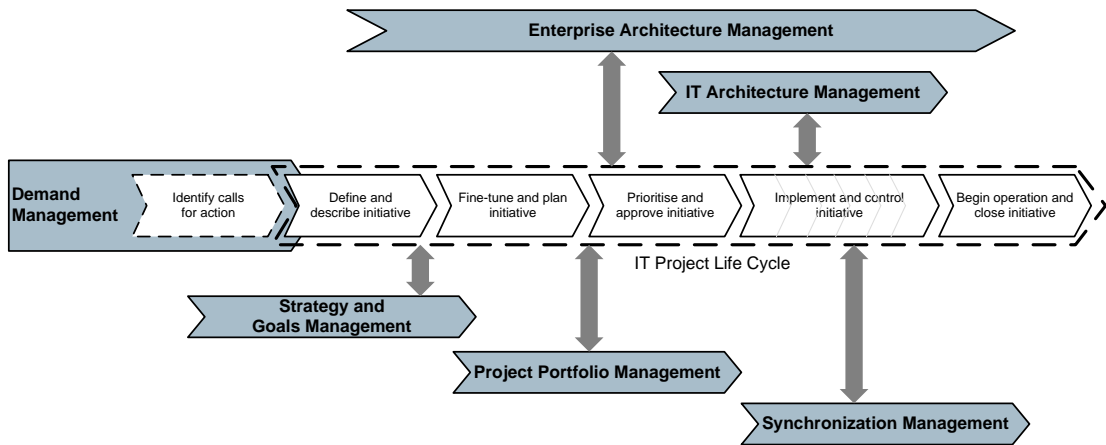 Enterprise Architecture Management
IT Architecture Management
Demand
Management
Identify calls
for action
Define and
describe initiative
Fine-tune and plan
initiative
Prioritise and
approve initiative
Implement and control
initiative
Begin operation and
close initiative
IT Project Life Cycle
Strategy and
Goals Management
Project Portfolio Management
Synchronization Management